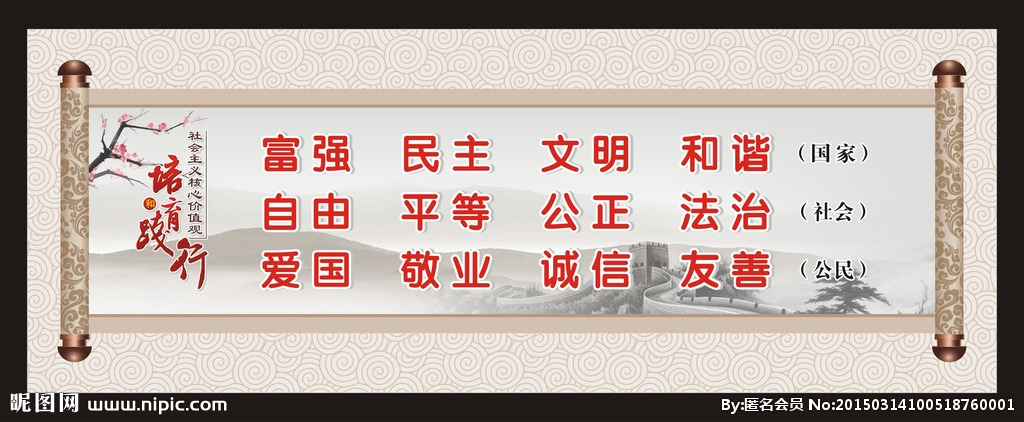 社会主义核心价值观
培育和践行
富强 民主 文明 和谐 (国家)
自由 平等 公正 法治 (社会)
爱国 敬业 诚信 友善 (公民)
昵图网 www.nipic.com
By:匿名会员 No:20150314100518760001